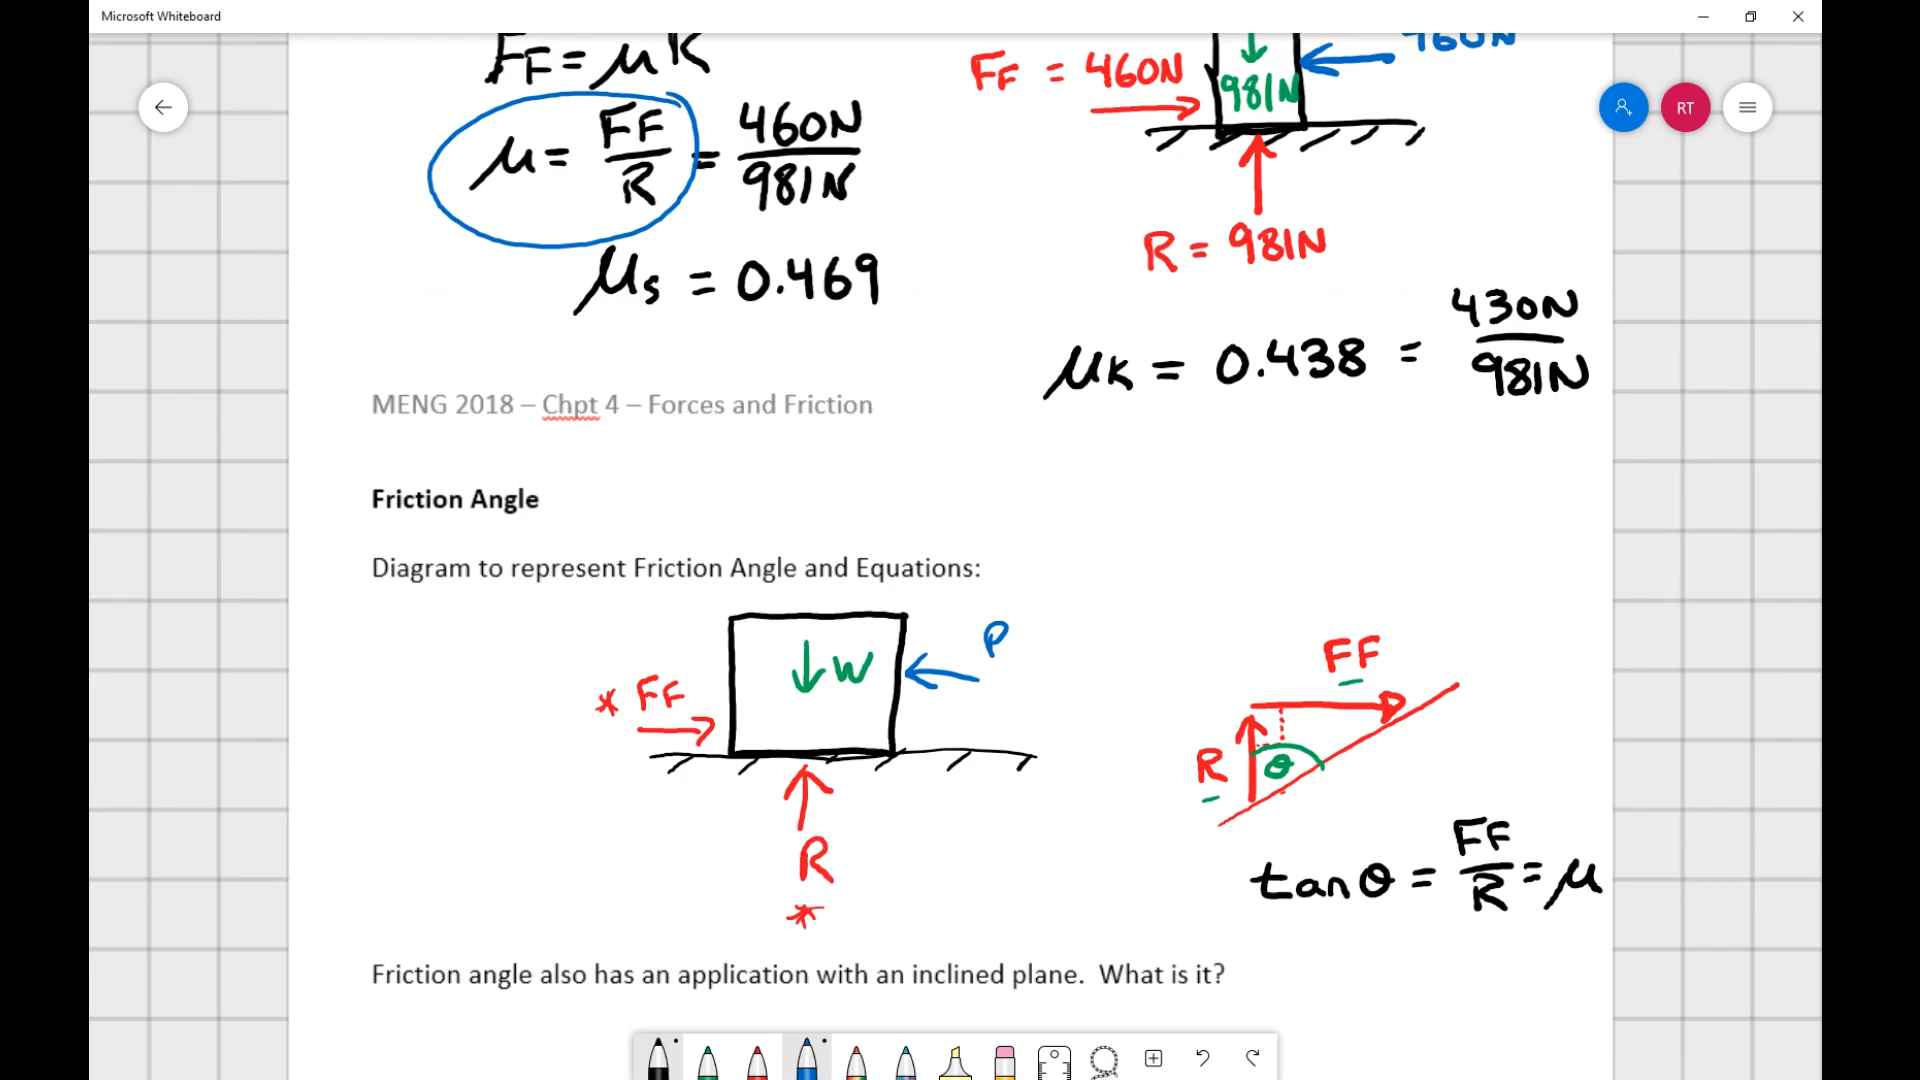 Microsoft Whiteboard
FF = μR
μ = FF/R = 460N/981N
μs = 0.469
FF = 460N
981N
460N
R = 981N
μK = 0.438 = 430N/981N
RT
MENG 2018 – Chpt 4 – Forces and Friction
Friction Angle
Diagram to represent Friction Angle and Equations:
* FF
↓ W
P
R
*
FF
R
θ
tanθ = FF/R = μ
Friction angle also has an application with an inclined plane. What is it?